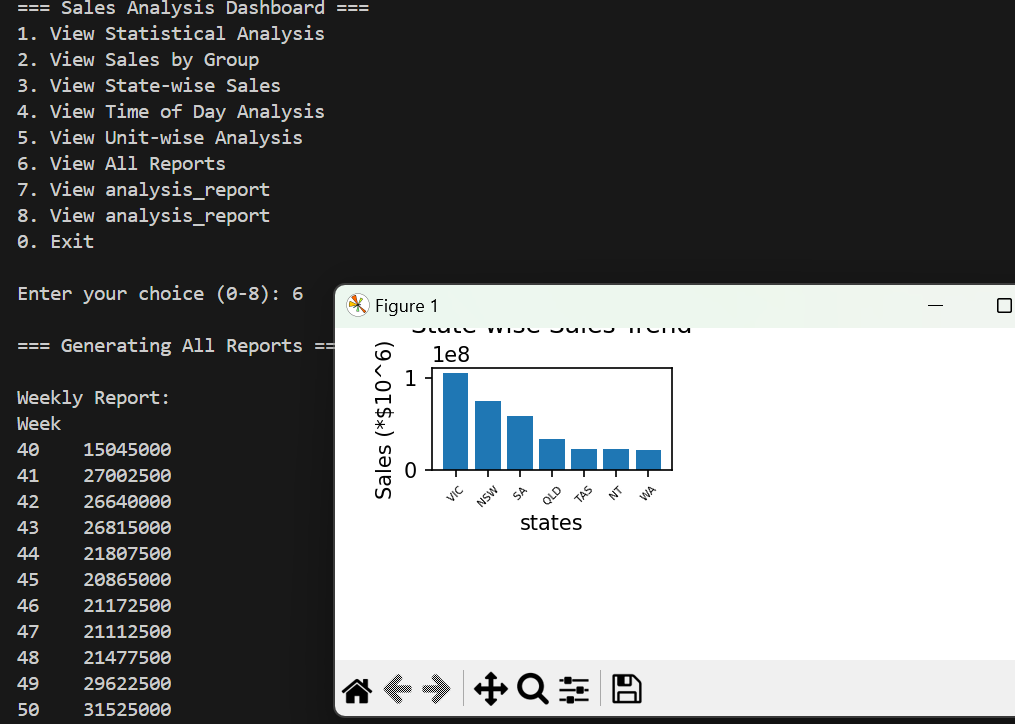 === Sales Analysis Dashboard ===
1. View Statistical Analysis
2. View Sales by Group
3. View State-wise Sales
4. View Time of Day Analysis
5. View Unit-wise Analysis
6. View All Reports
7. View analysis_report
8. View analysis_report
0. Exit
Enter your choice (0-8): 6
=== Generating All Reports ==
Weekly Report:
Week
40 15045000
41 27002500
42 26640000
43 26815000
44 21807500
45 20865000
46 21172500
47 21112500
48 21477500
49 29622500
50 31525000
Figure 1
State wise Sales Trend
1e8
Sales (*$10^6)
1
0
VIC NSW SA QLD TAS NT WA
states